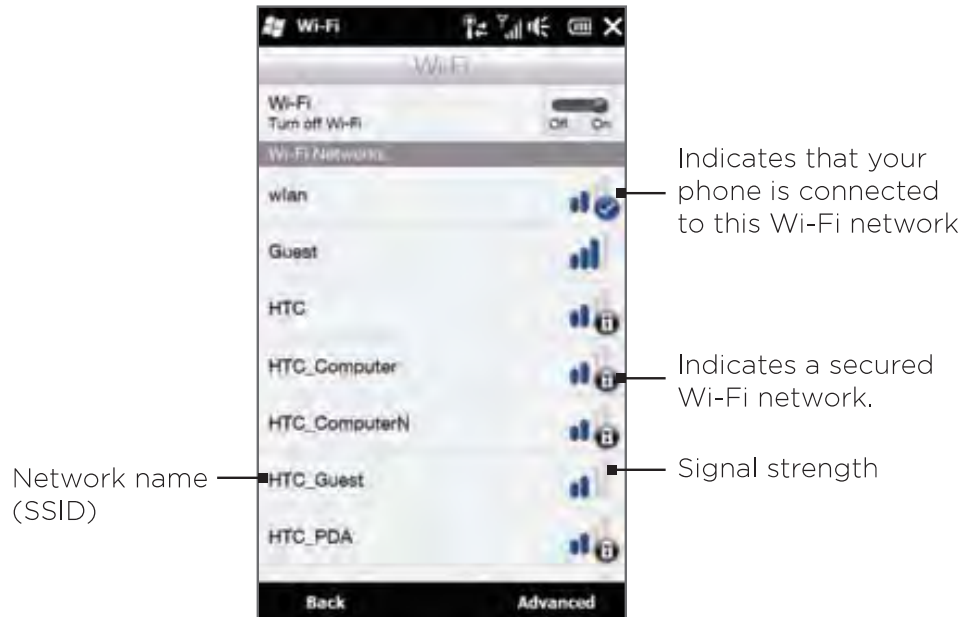 Wi-Fi
Wi-Fi
Wi-Fi
Turn off Wi-Fi
Off On
Wi-Fi Networks
wlan
Guest
HTC
HTC_Computer
HTC_ComputerN
HTC_Guest
HTC_PDA
Back Advanced
Indicates that your
phone is connected
to this Wi-Fi network
Indicates a secured
Wi-Fi network.
Signal strength
Network name
(SSID)